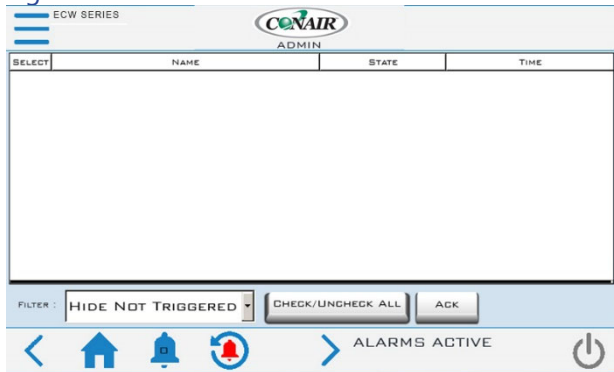 ECW SERIES
CONAIR
ADMIN
SELECT NAME STATE TIME
FILTER : HIDE NOT TRIGGERED CHECK/UNCHECK ALL ACK
ALARMS ACTIVE